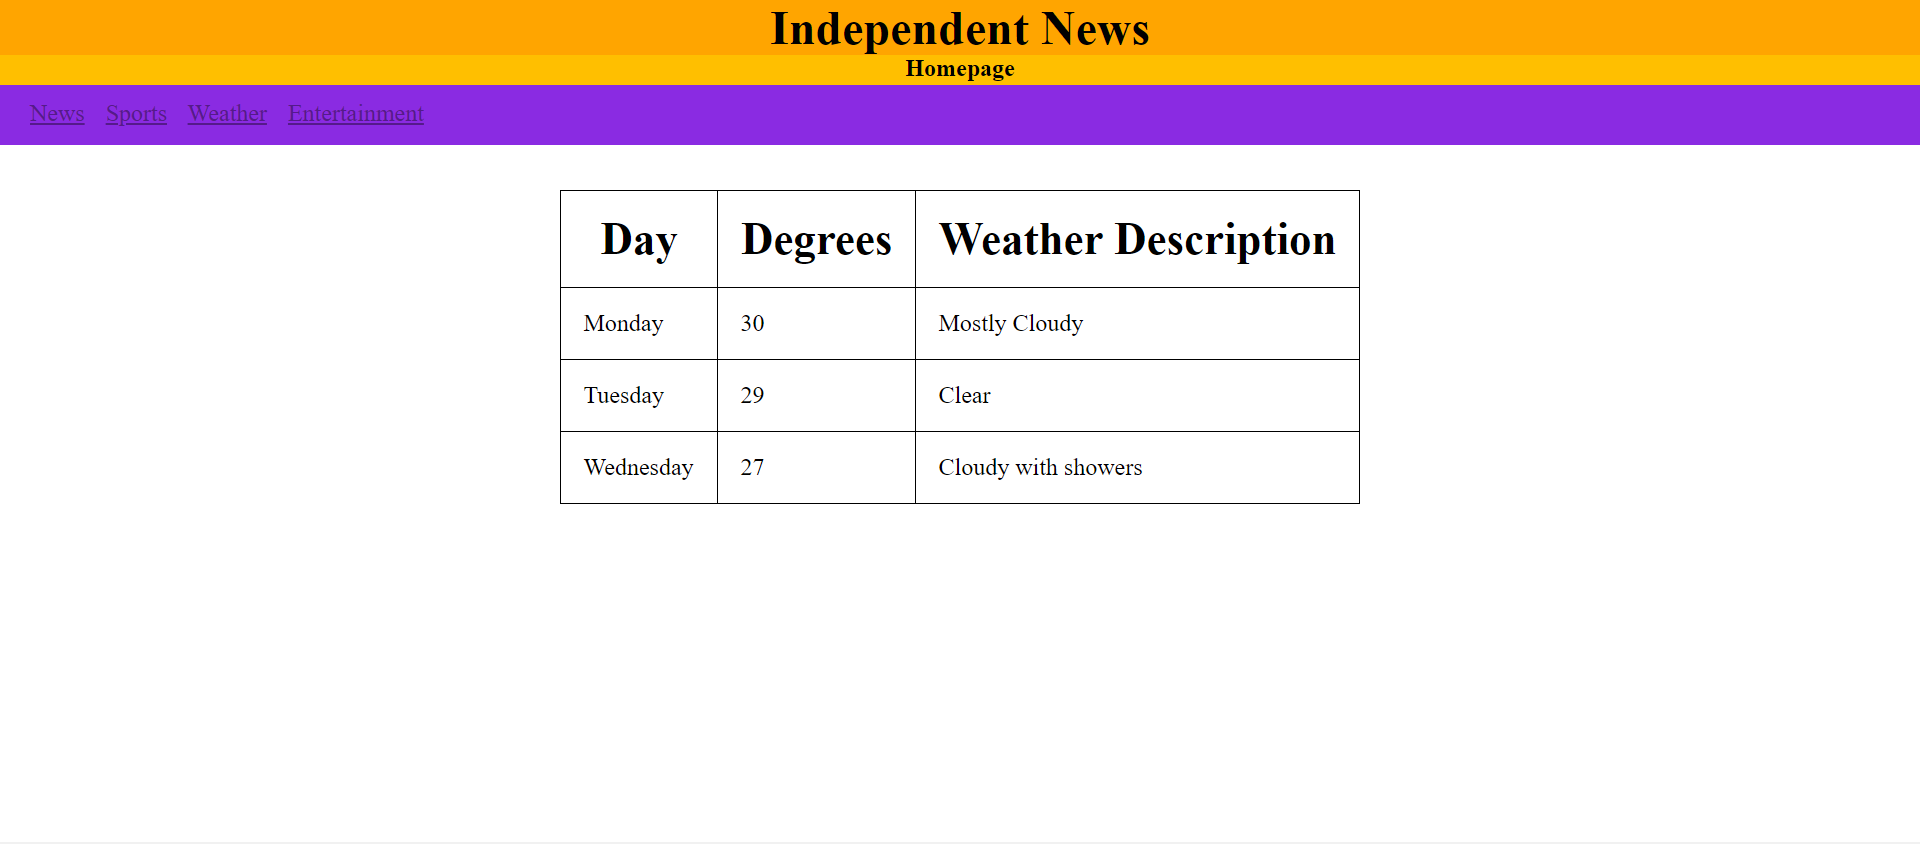 Independent News
Homepage
News Sports Weather Entertainment
Day Degrees Weather Description
Monday 30 Mostly Cloudy
Tuesday 29 Clear
Wednesday 27 Cloudy with showers